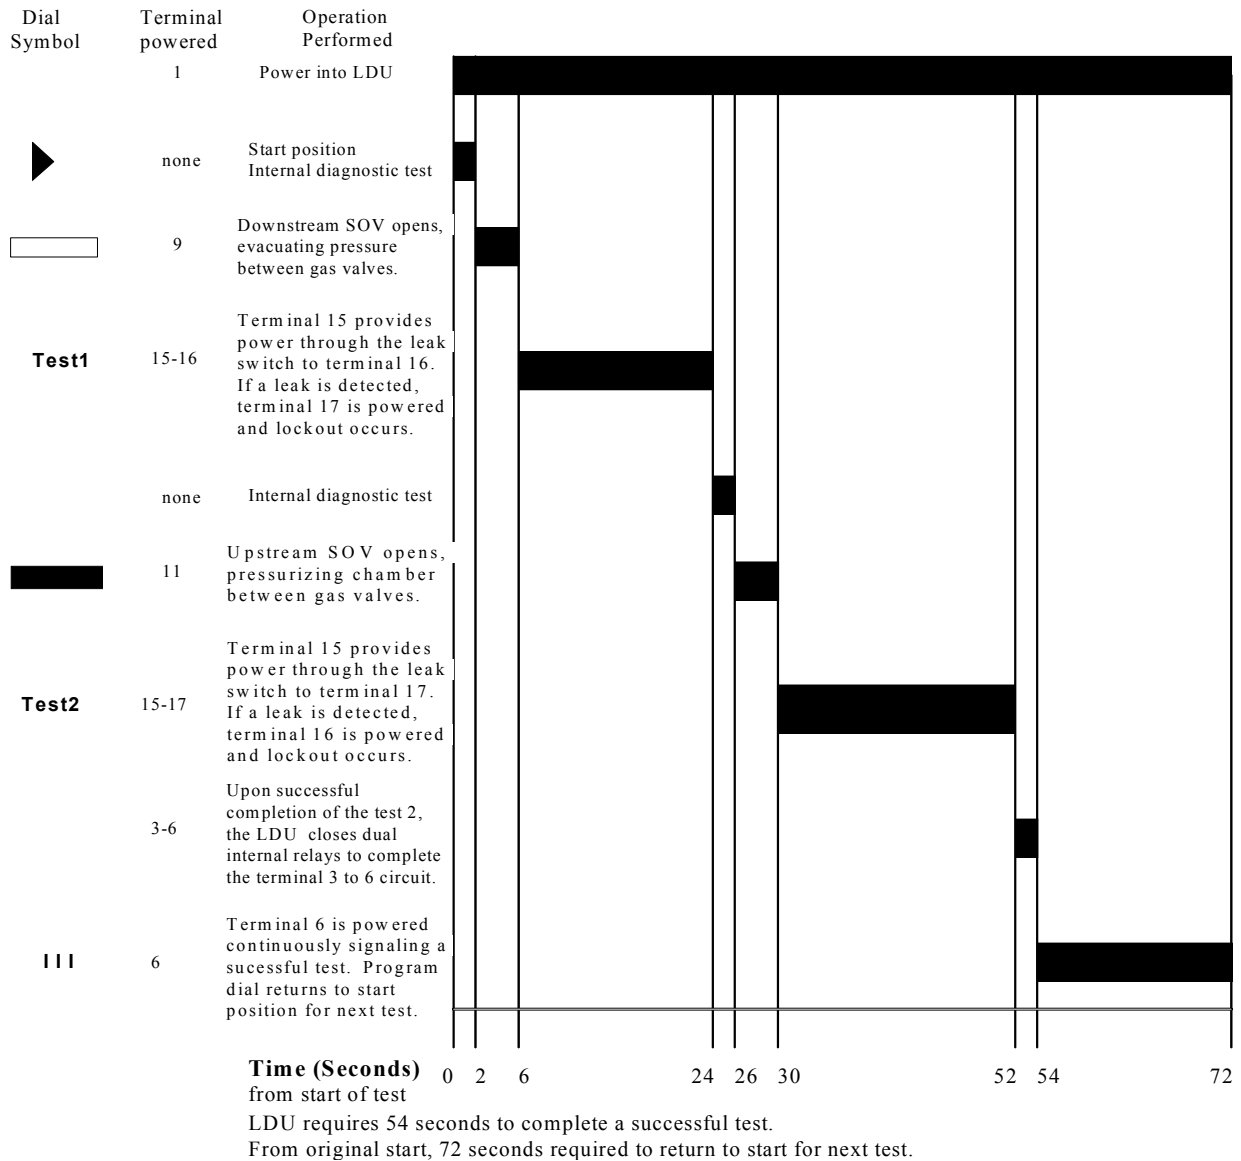 Dial
Symbol
Terminal
powered
Operation
Performed
1
Power into LDU
none
Start position
Internal diagnostic test
9
Downstream SOV opens,
evacuating pressure
between gas valves.
Test1
15-16
Terminal 15 provides
power through the leak
switch to terminal 16.
If a leak is detected,
terminal 17 is powered
and lockout occurs.
none
Internal diagnostic test
11
Upstream SOV opens,
pressurizing chamber
between gas valves.
Test2
15-17
Terminal 15 provides
power through the leak
switch to terminal 17.
If a leak is detected,
terminal 16 is powered
and lockout occurs.
3-6
Upon successful
completion of the test 2,
the LDU closes dual
internal relays to complete
the terminal 3 to 6 circuit.
III
6
Terminal 6 is powered
continuously signaling a
sucessful test. Program
dial returns to start
position for next test.
Time (Seconds)
from start of test
0 2 6 24 26 30 52 54 72
LDU requires 54 seconds to complete a successful test.
From original start, 72 seconds required to return to start for next test.